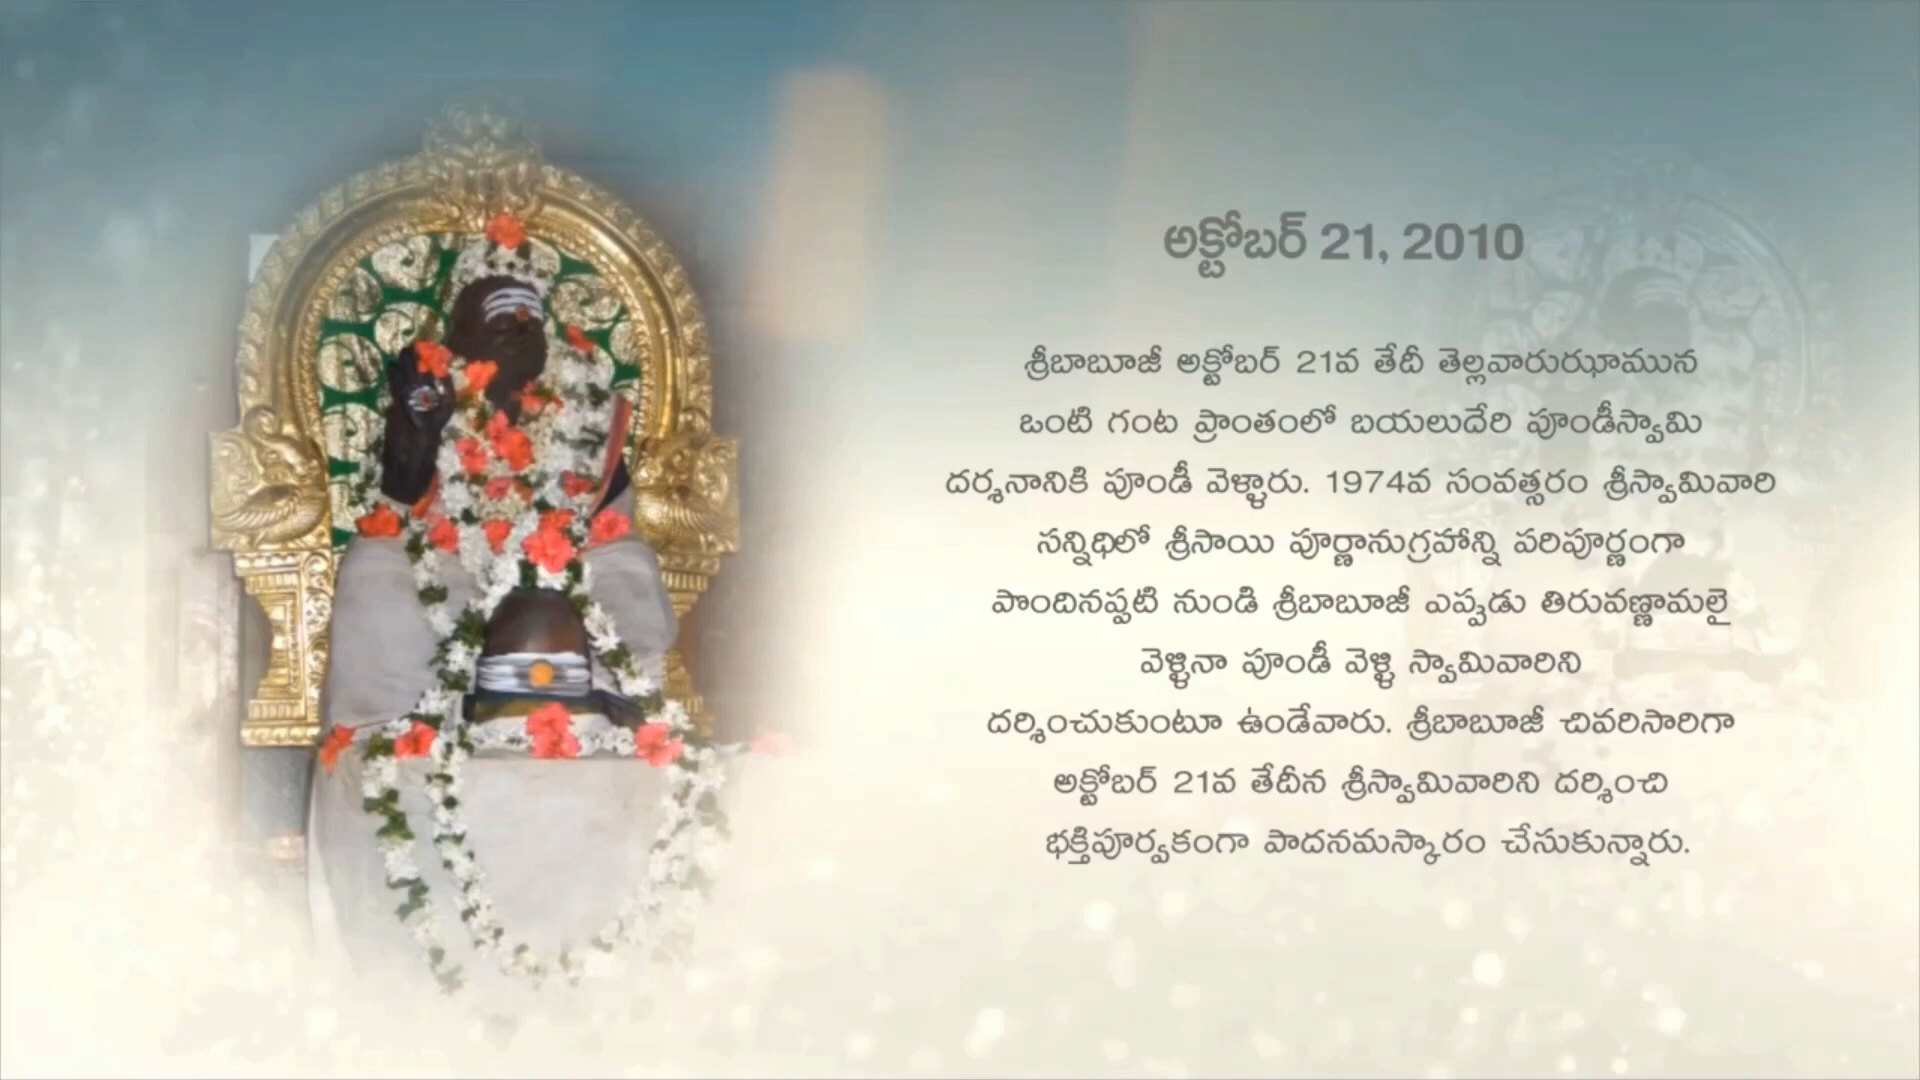 అక్టోబర్ 21, 2010
శ్రీబాబూజీ అక్టోబర్ 21వ తేదీ తెల్లవారుఝామున
ఒంటి గంట ప్రాంతంలో బయలుదేరి పూండీస్వామి
దర్శనానికి పూండీ వెళ్ళారు. 1974వ సంవత్సరం శ్రీస్వామివారి
సన్నిధిలో శ్రీసాయి పూర్ణానుగ్రహాన్ని పరిపూర్ణంగా
పొందినప్పటి నుండి శ్రీబాబూజీ ఎప్పడు తిరువణ్ణామలై
వెళ్ళినా పూండీ వెళ్ళి స్వామివారిని
దర్శించుకుంటూ ఉండేవారు. శ్రీబాబూజీ చివరిసారిగా
అక్టోబర్ 21వ తేదీన శ్రీస్వామివారిని దర్శించి
భక్తిపూర్వకంగా పాదనమస్కారం చేసుకున్నారు.